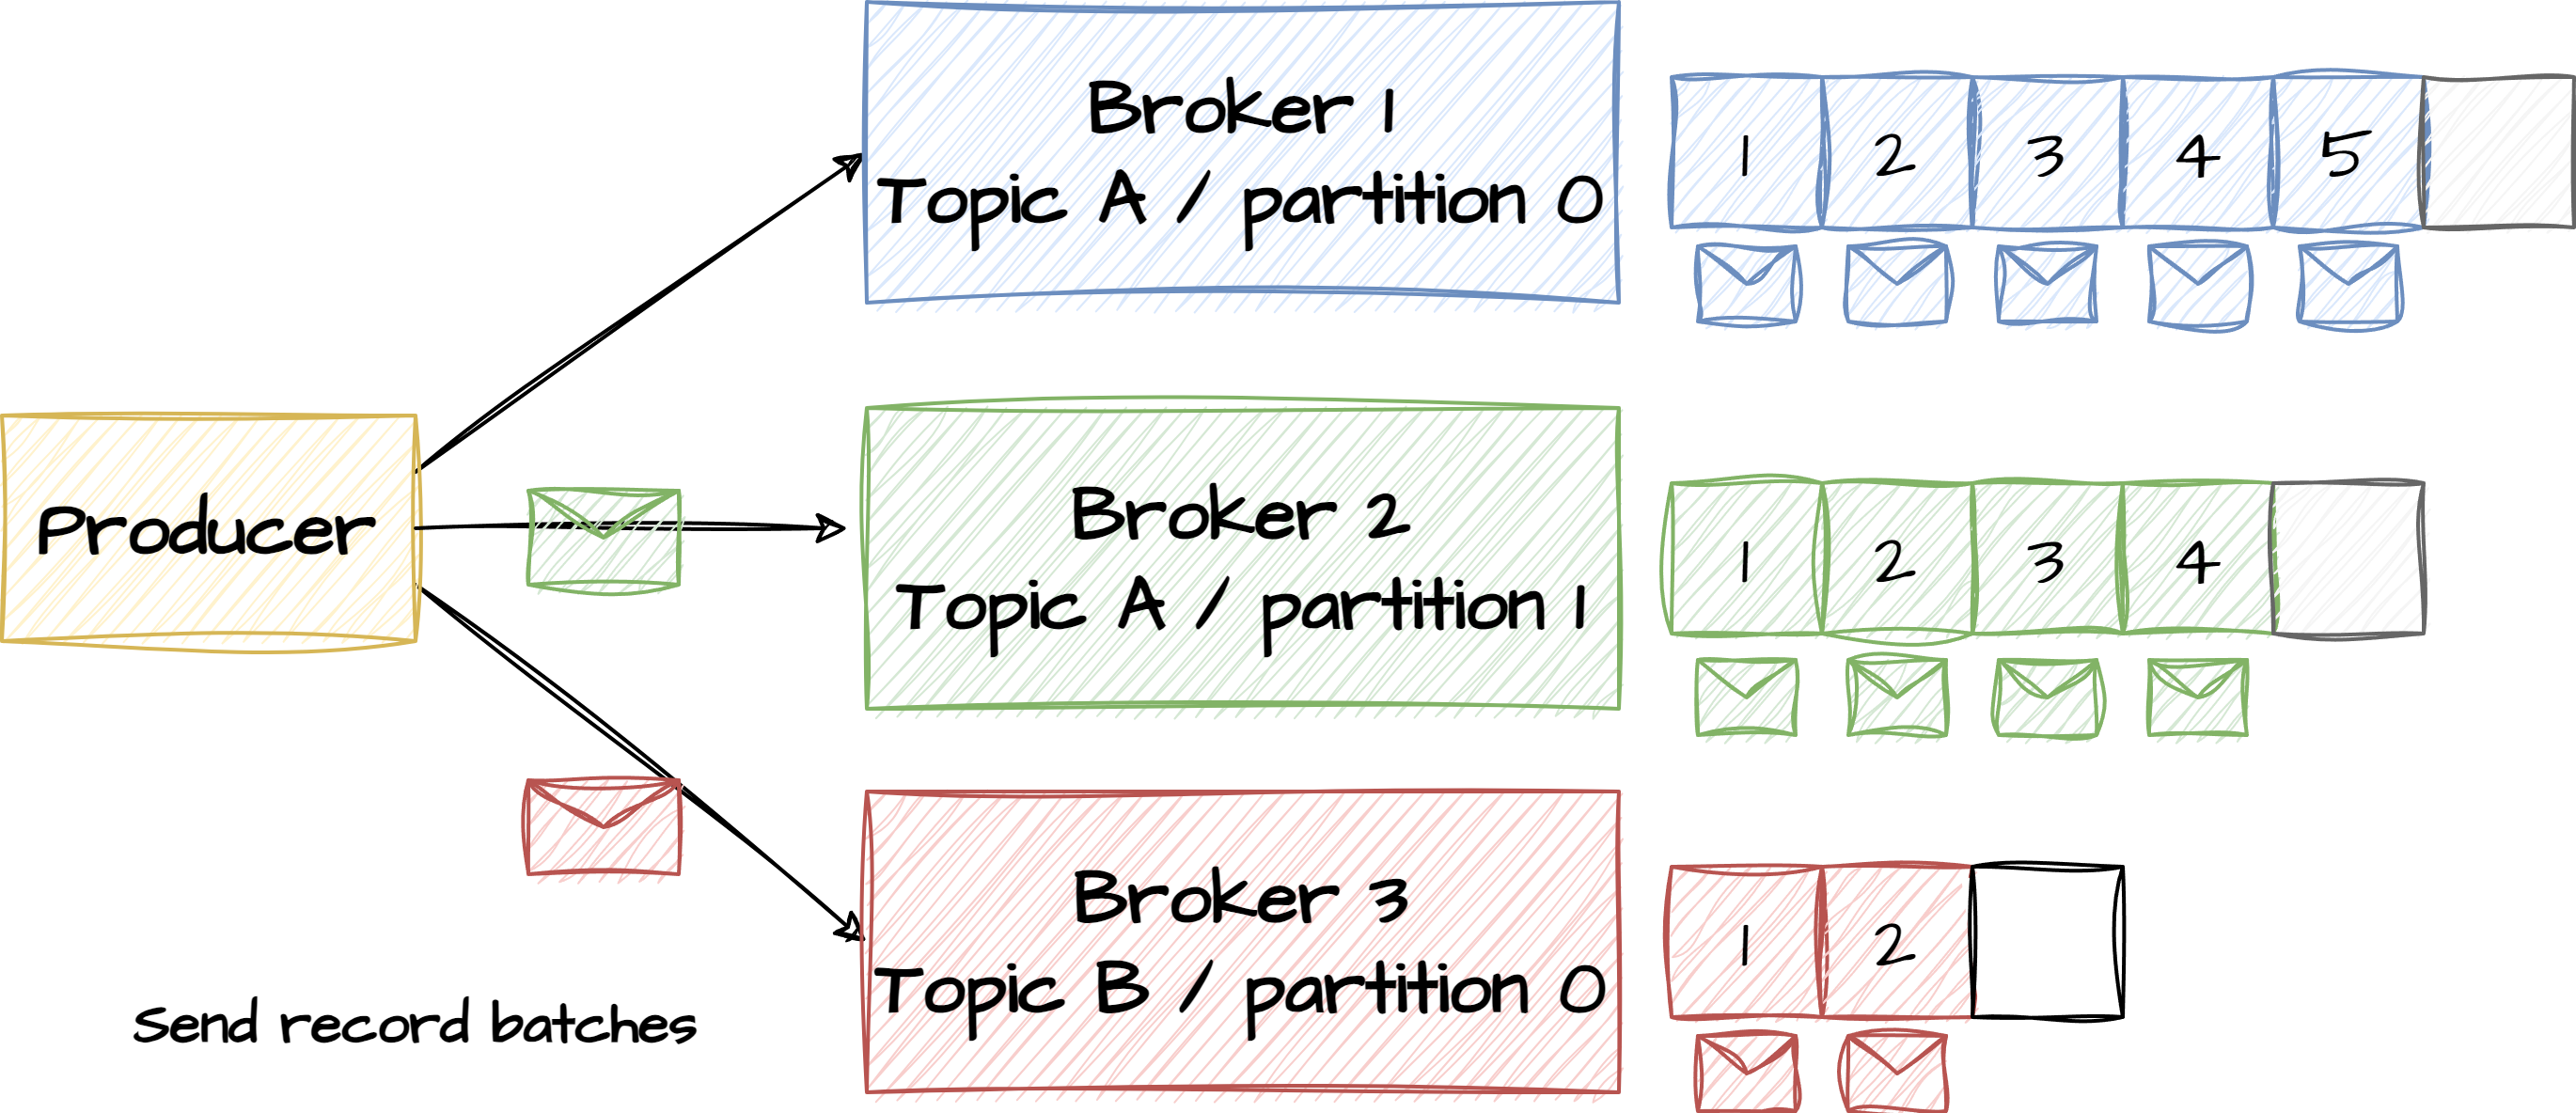 Broker 1
Topic A / partition 0
1 2 3 4 5
Producer
Broker 2
Topic A / partition 1
1 2 3 4
Broker 3
Topic B / partition 0
1 2
Send record batches